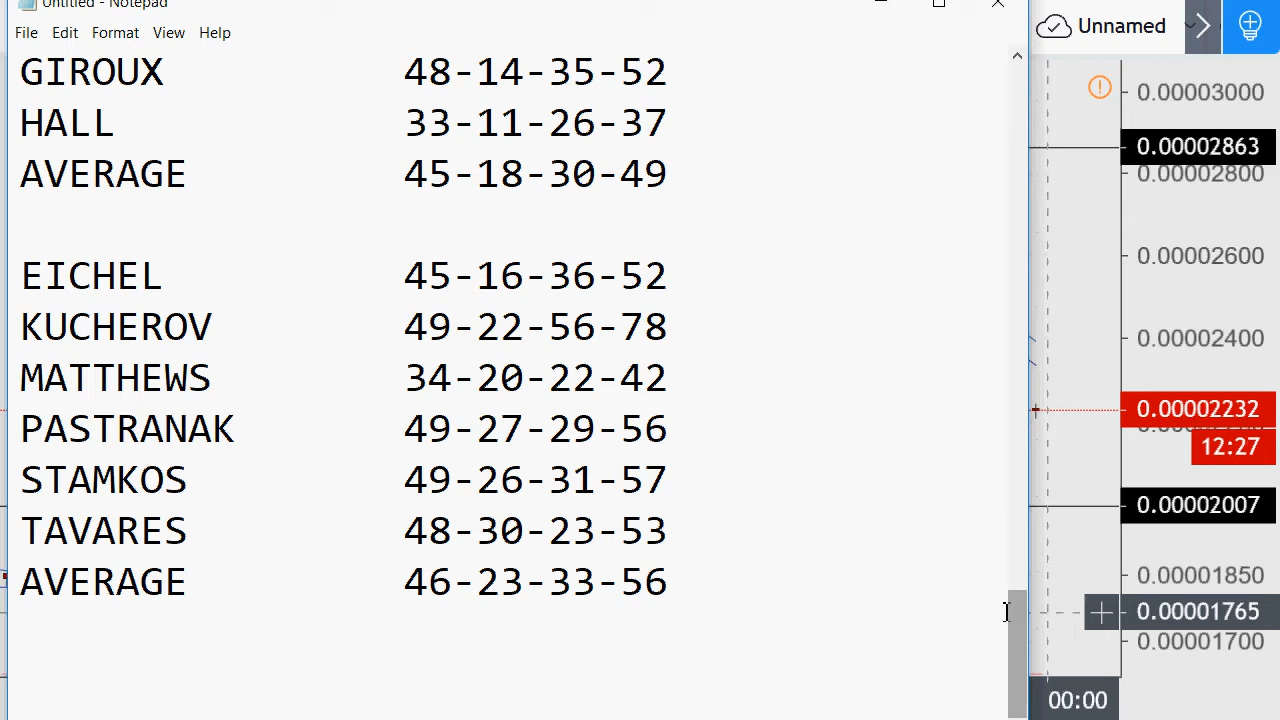 Untitled - Notepad
File Edit Format View Help
GIROUX 48-14-35-52
HALL 33-11-26-37
AVERAGE 45-18-30-49
EICHEL 45-16-36-52
KUCHEROV 49-22-56-78
MATTHEWS 34-20-22-42
PASTRANAK 49-27-29-56
STAMKOS 49-26-31-57
TAVARES 48-30-23-53
AVERAGE 46-23-33-56
Unnamed
0.00003000
0.00002863
0.00002800
0.00002600
0.00002400
0.00002232
12:27
0.00002007
0.00001850
0.00001765
0.00001700
00:00